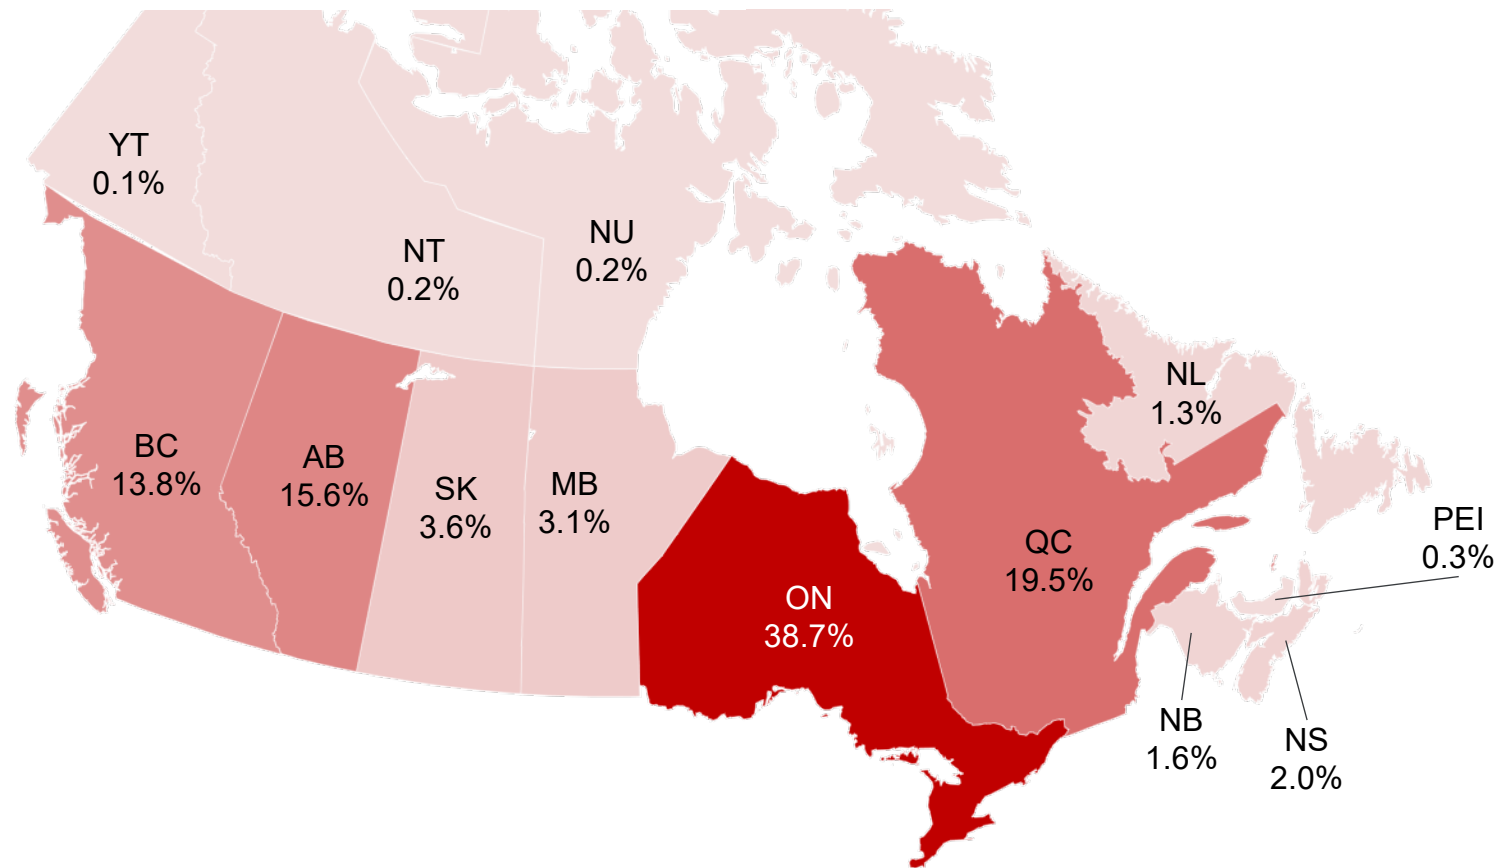 YT
0.1%
NT
0.2%
NU
0.2%
BC
13.8%
AB
15.6%
SK
3.6%
MB
3.1%
ON
38.7%
QC
19.5%
NL
1.3%
PEI
0.3%
NB
1.6%
NS
2.0%